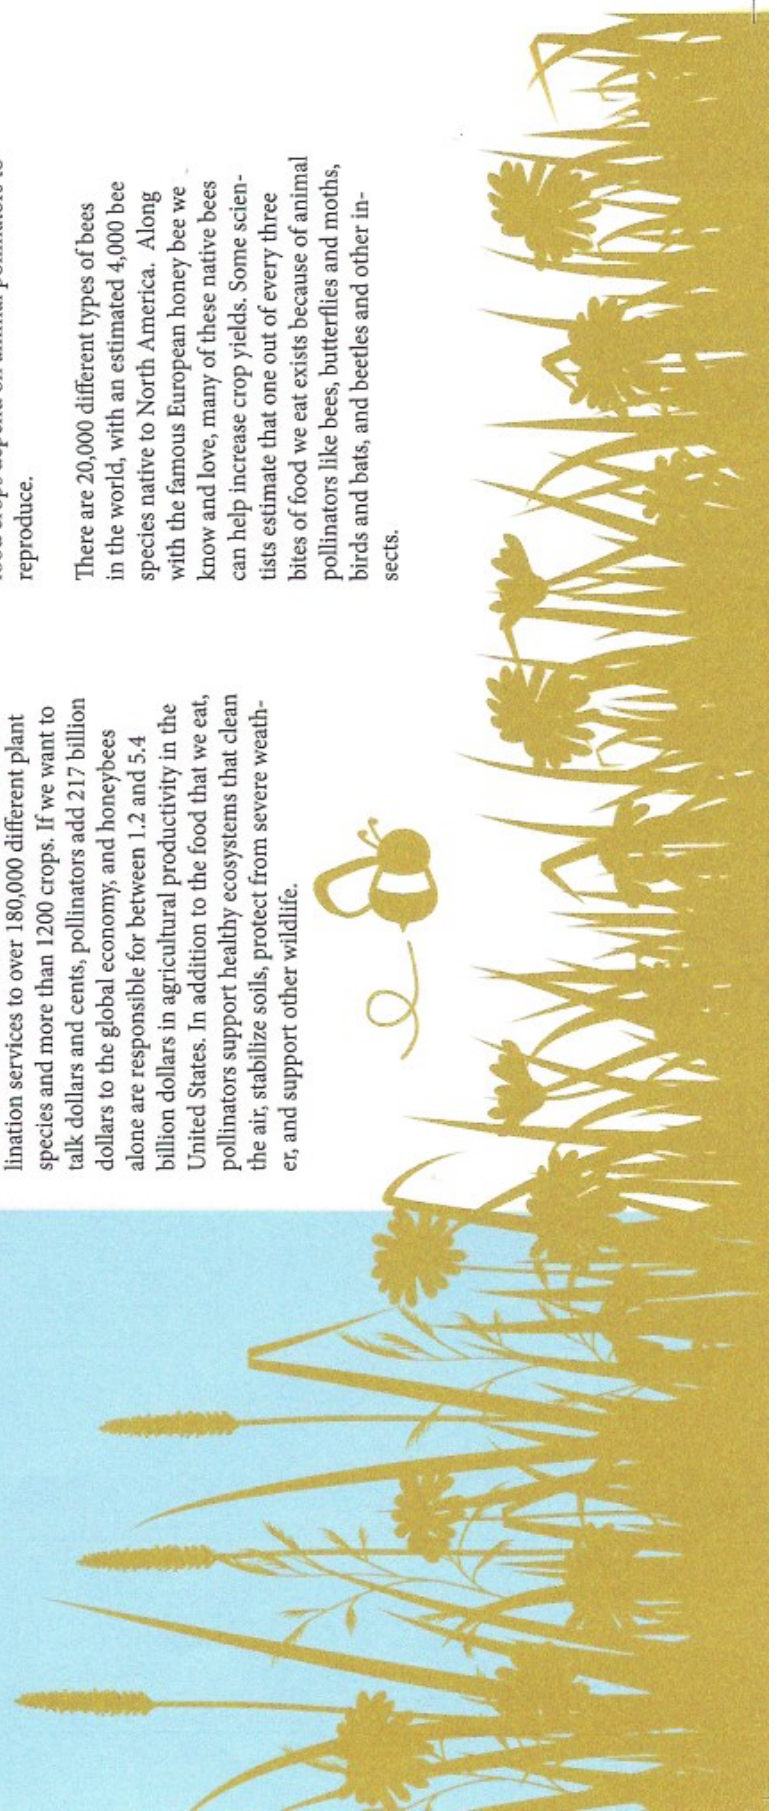 lination services to over 180,000 different plant
species and more than 1200 crops. If we want to
talk dollars and cents, pollinators add 217 billion
dollars to the global economy, and honeybees
alone are responsible for between 1.2 and 5.4
billion dollars in agricultural productivity in the
United States. In addition to the food that we eat,
pollinators support healthy ecosystems that clean
the air, stabilize soils, protect from severe weath-
er, and support other wildlife.
reproduce.
There are 20,000 different types of bees
in the world, with an estimated 4,000 bee
species native to North America. Along
with the famous European honey bee we
know and love, many of these native bees
can help increase crop yields. Some scien-
tists estimate that one out of every three
bites of food we eat exists because of animal
pollinators like bees, butterflies and moths,
birds and bats, and beetles and other in-
sects.